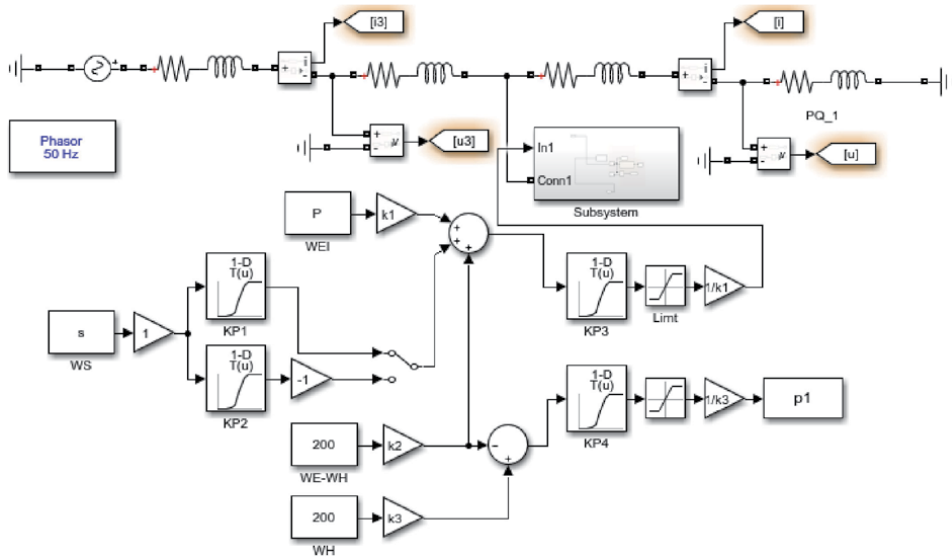 [i3]
[i]
PQ_1
Phasor
50 Hz
[u3]
[u]
In1
Conn1
Subsystem
P
k1
WEI
1-D
T(u)
KP1
s
1
WS
1-D
T(u)
-1
KP2
1-D
T(u)
KP3
Limt
1/k1
1-D
T(u)
KP4
1/k3
p1
200
k2
WE-WH
200
k3
WH